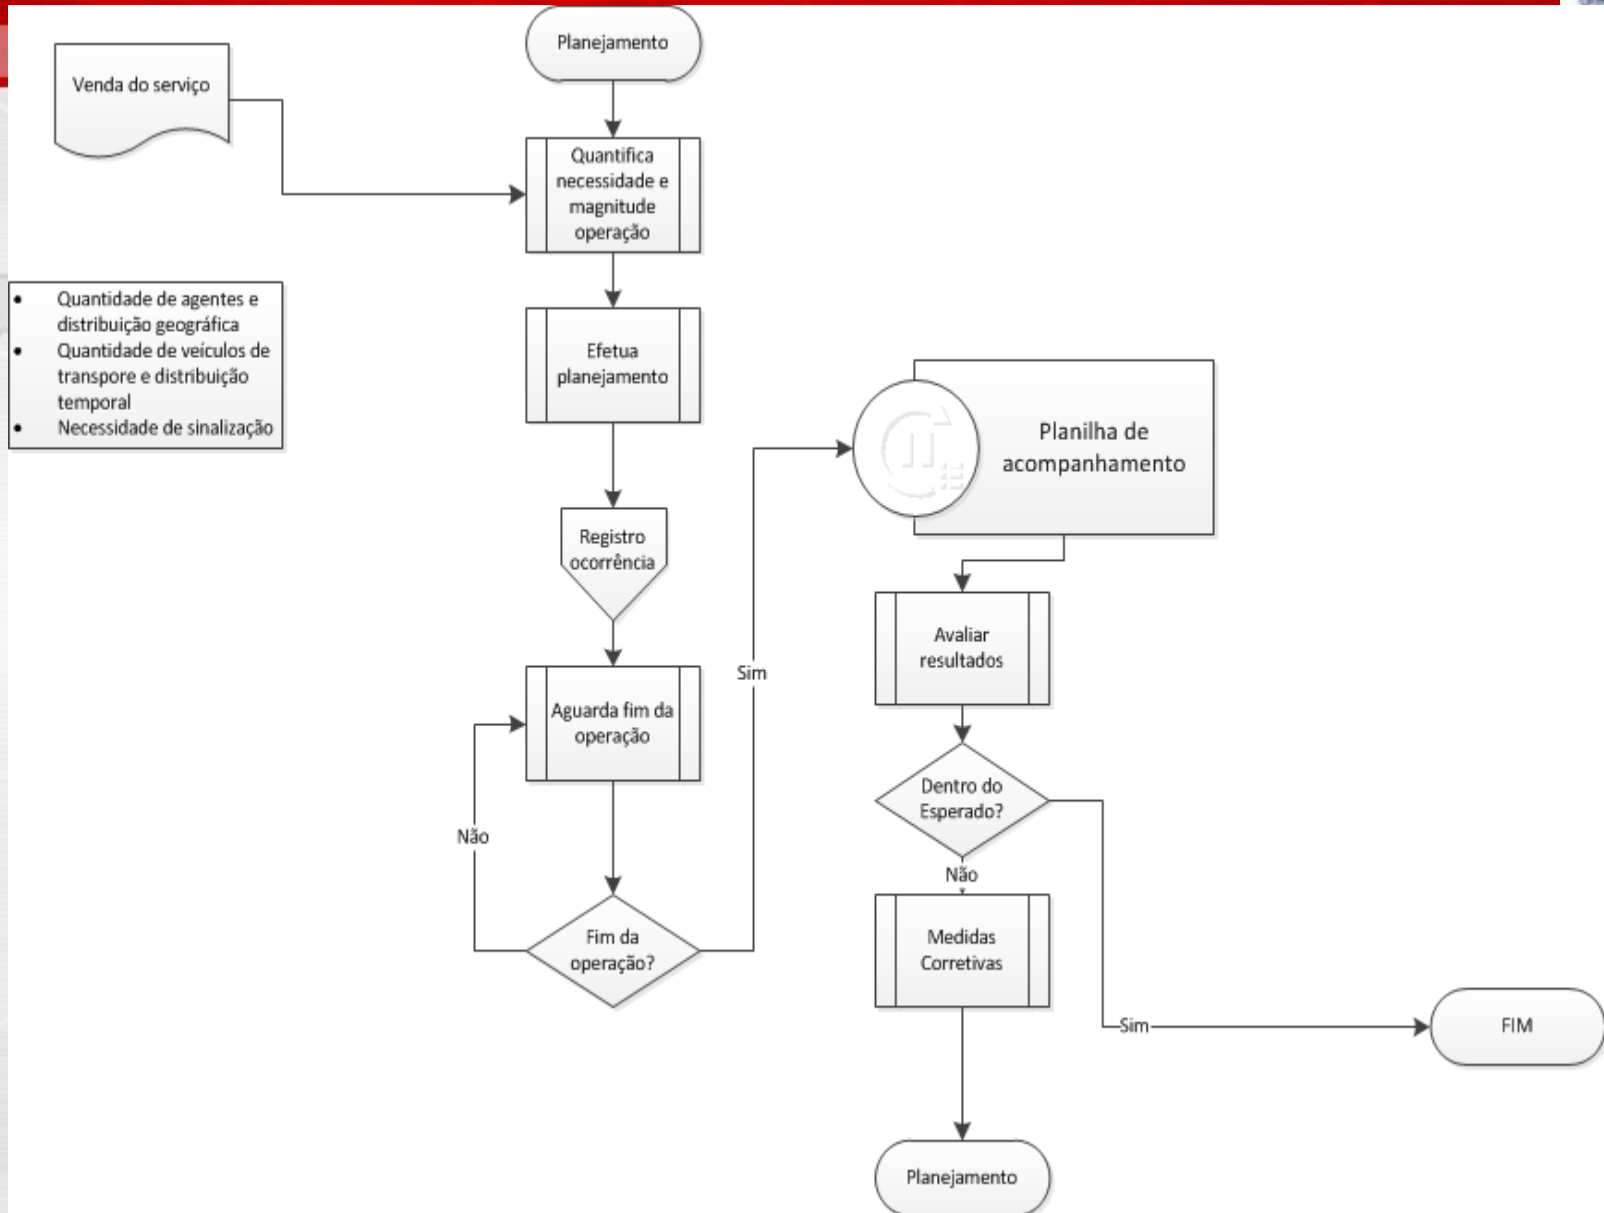 Planejamento
Venda do serviço
Quantifica
necessidade e
magnitude
operação
• Quantidade de agentes e
distribuição geográfica
• Quantidade de veículos de
transpore e distribuição
temporal
• Necessidade de sinalização
Efetua
planejamento
Registro
ocorrência
Aguarda fim da
operação
Não
Fim da
operação?
Sim
Planilha de
acompanhamento
Avaliar
resultados
Dentro do
Esperado?
Não
Medidas
Corretivas
Sim
FIM
Planejamento